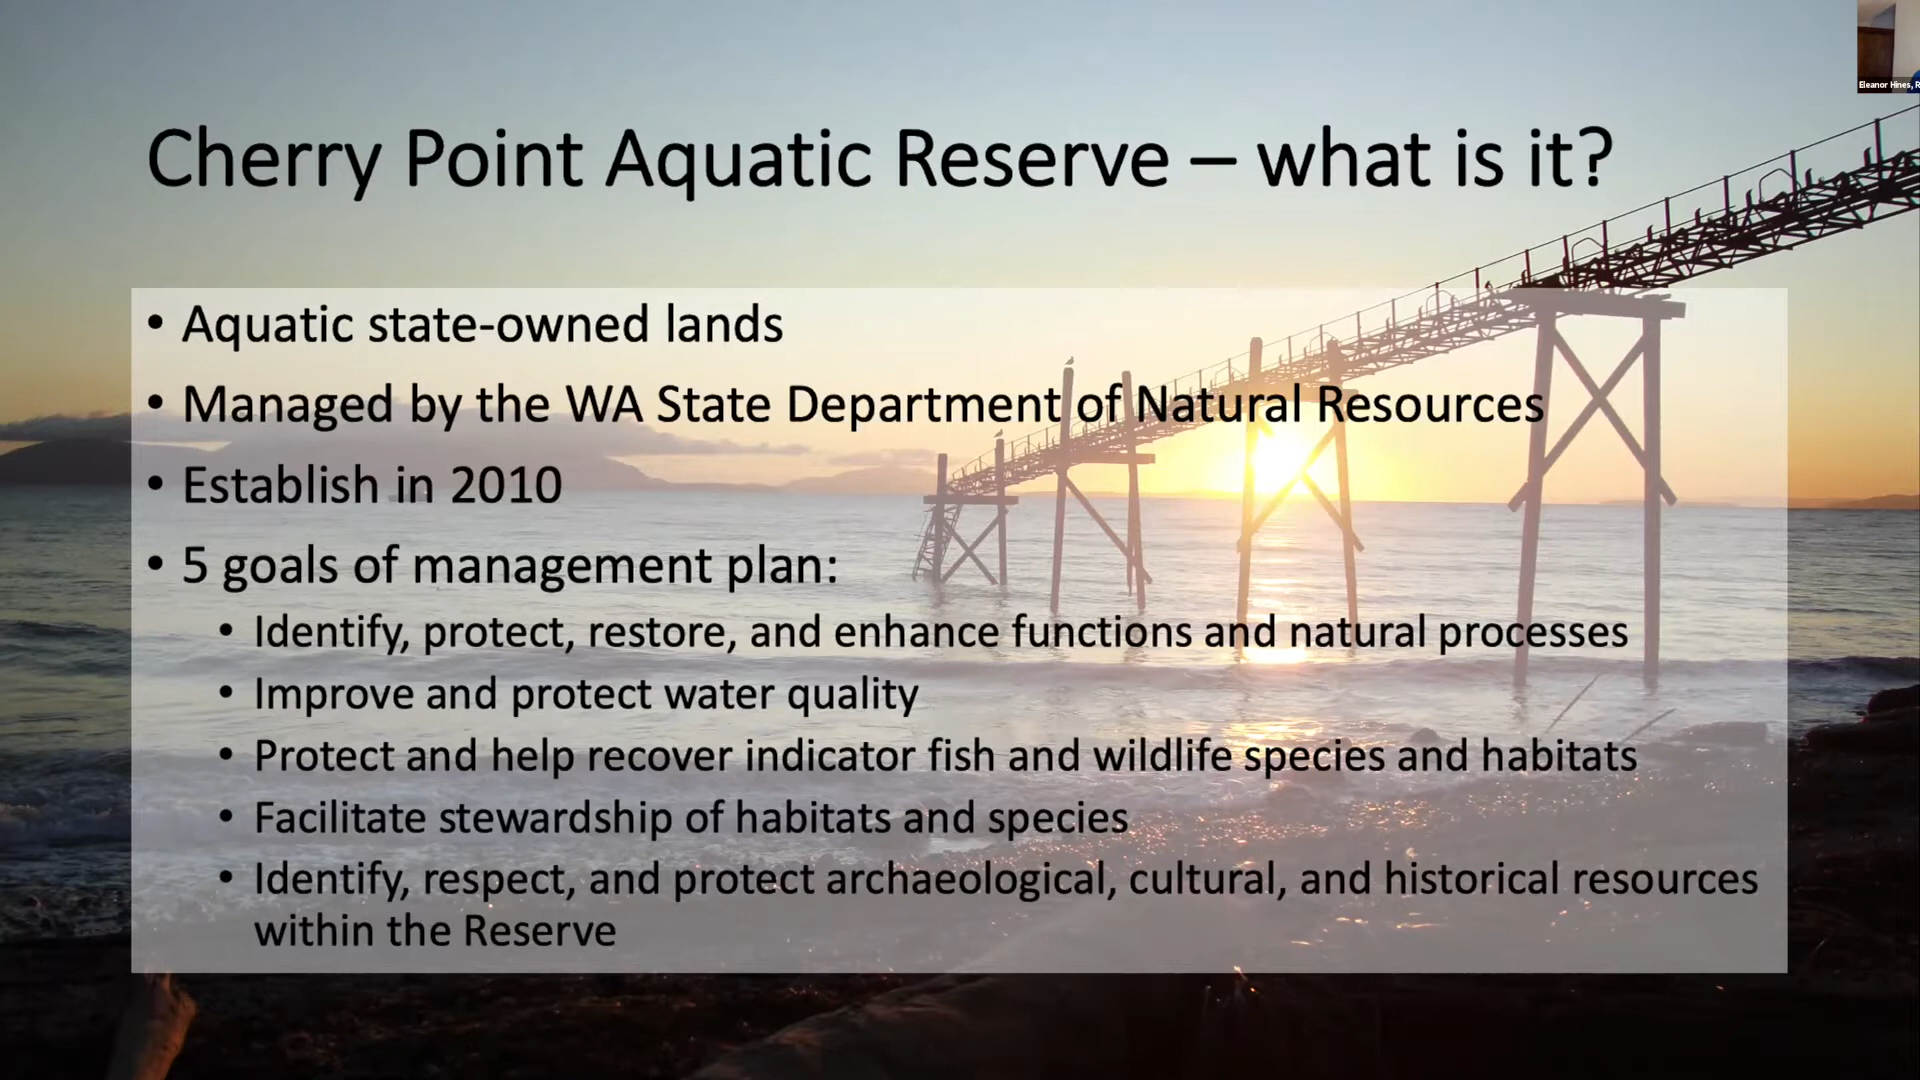 Eleanor Hines, R
Cherry Point Aquatic Reserve – what is it?
• Aquatic state-owned lands
• Managed by the WA State Department of Natural Resources
• Establish in 2010
• 5 goals of management plan:
• Identify, protect, restore, and enhance functions and natural processes
• Improve and protect water quality
• Protect and help recover indicator fish and wildlife species and habitats
• Facilitate stewardship of habitats and species
• Identify, respect, and protect archaeological, cultural, and historical resources
within the Reserve